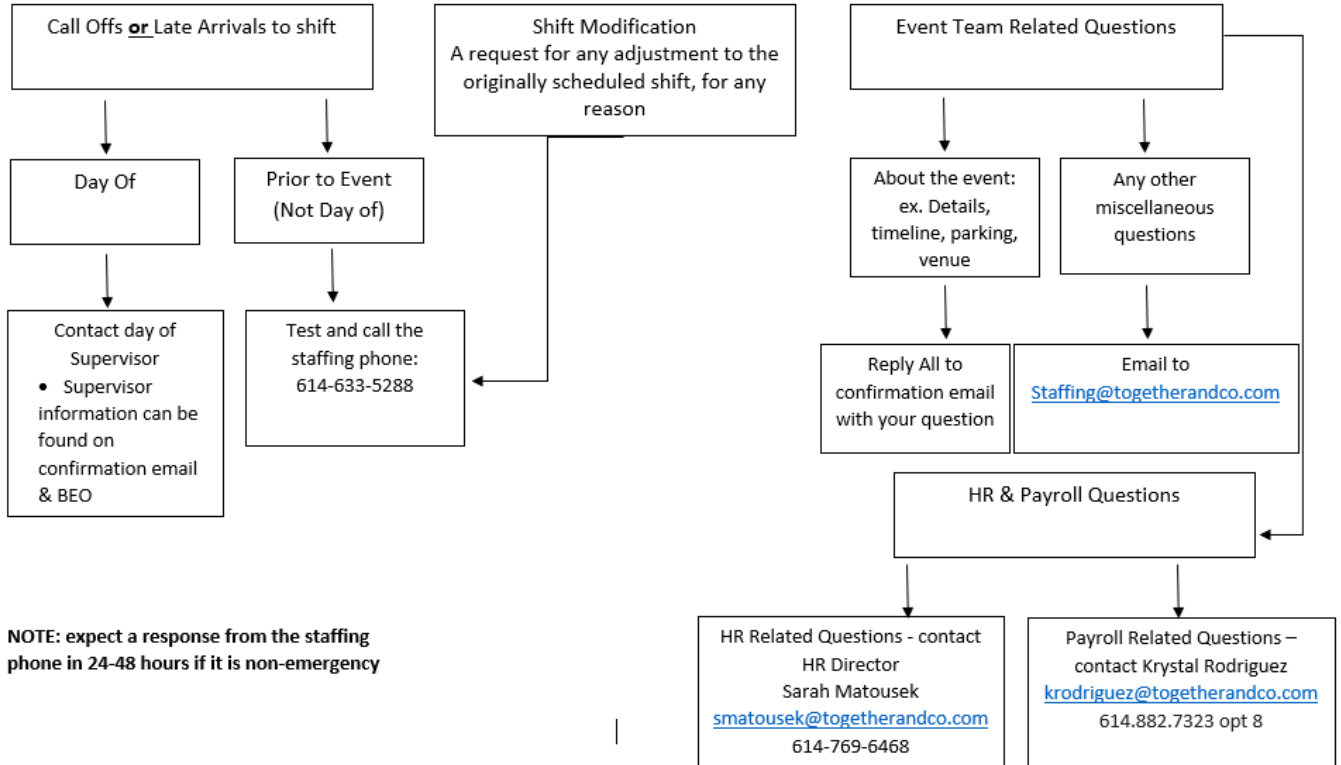 Call Offs or Late Arrivals to shift
Day Of
Prior to Event
(Not Day of)
Contact day of
Supervisor
• Supervisor
information can be
found on
confirmation email
& BEO
Test and call the
staffing phone:
614-633-5288
Shift Modification
A request for any adjustment to the
originally scheduled shift, for any
reason
Event Team Related Questions
About the event:
ex. Details,
timeline, parking,
venue
Any other
miscellaneous
questions
Reply All to
confirmation email
with your question
Email to
Staffing@togetherandco.com
HR & Payroll Questions
HR Related Questions - contact
HR Director
Sarah Matousek
smatousek@togetherandco.com
614-769-6468
Payroll Related Questions –
contact Krystal Rodriguez
krodriguez@togetherandco.com
614.882.7323 opt 8
NOTE: expect a response from the staffing
phone in 24-48 hours if it is non-emergency